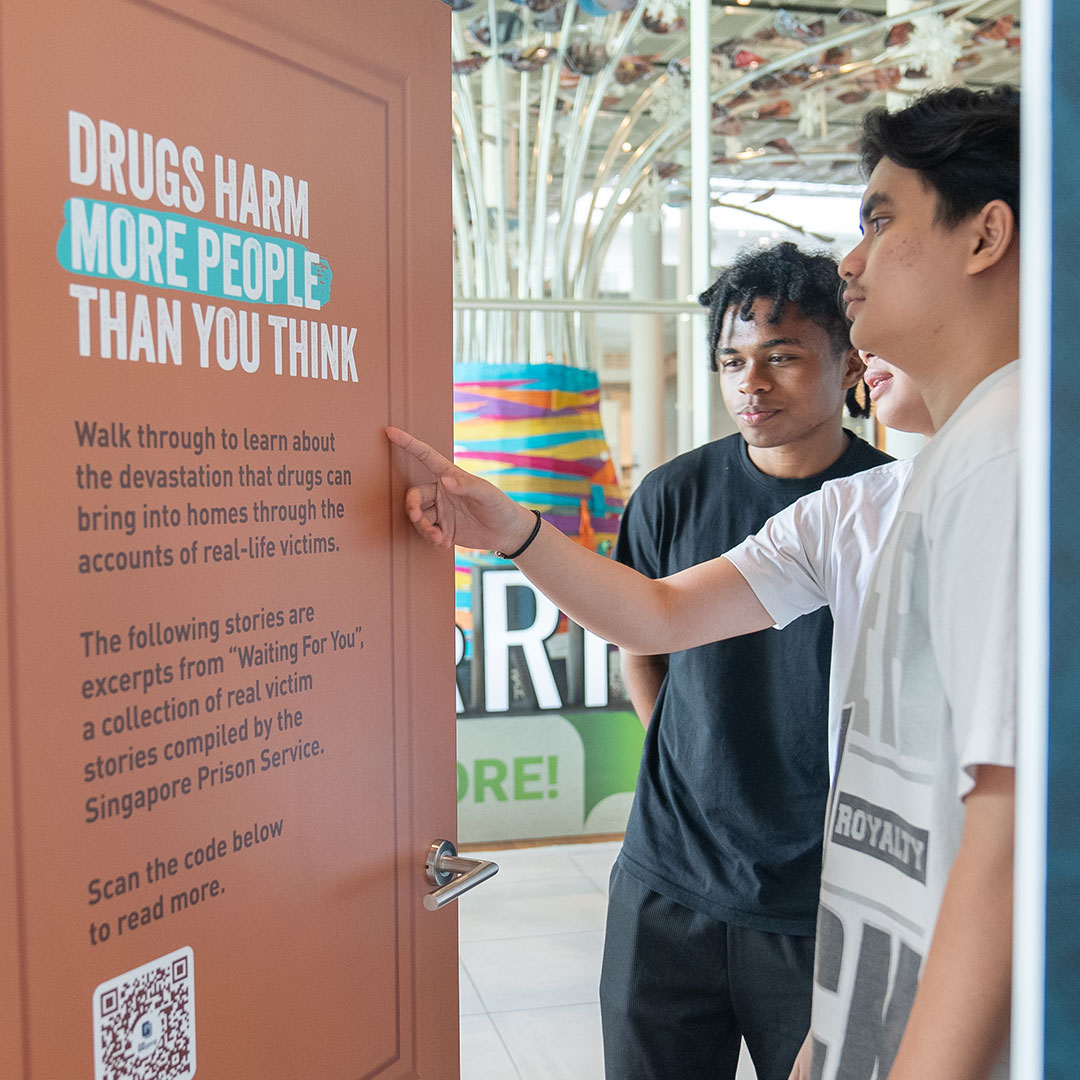 DRUGS HARM
MORE PEOPLE
THAN YOU THINK
Walk through to learn about
the devastation that drugs can
bring into homes through the
accounts of real-life victims.
The following stories are
excerpts from “Waiting For You”,
a collection of real victim
stories compiled by the
Singapore Prison Service.
Scan the code below
to read more.
ORE!
ROYALTY